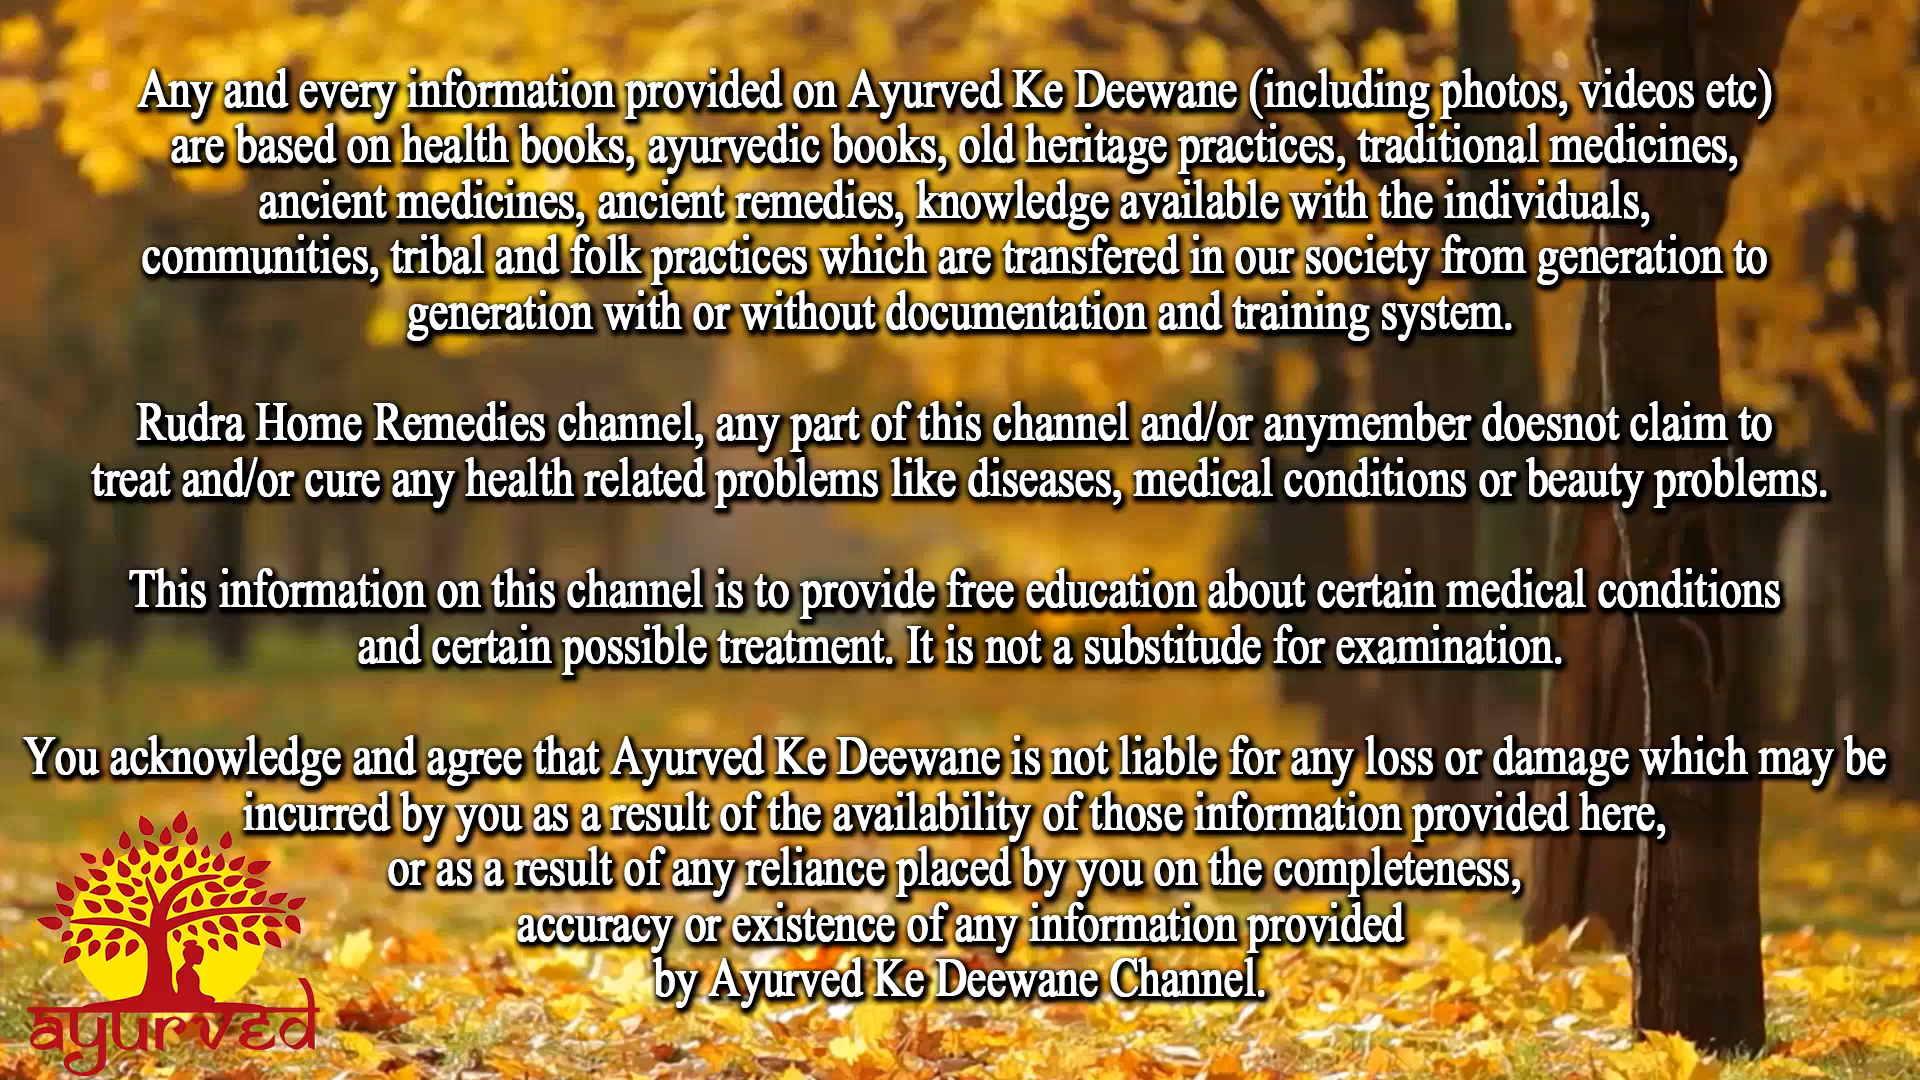 Any and every information provided on Ayurved Ke Deewane (including photos, videos etc)
are based on health books, ayurvedic books, old heritage practices, traditional medicines,
ancient medicines, ancient remedies, knowledge available with the individuals,
communities, tribal and folk practices which are transfered in our society from generation to
generation with or without documentation and training system.
Rudra Home Remedies channel, any part of this channel and/or anymember doesnot claim to
treat and/or cure any health related problems like diseases, medical conditions or beauty problems.
This information on this channel is to provide free education about certain medical conditions
and certain possible treatment. It is not a substitude for examination.
You acknowledge and agree that Ayurved Ke Deewane is not liable for any loss or damage which may be
incurred by you as a result of the availability of those information provided here,
or as a result of any reliance placed by you on the completeness,
accuracy or existence of any information provided
by Ayurved Ke Deewane Channel.
ayurved